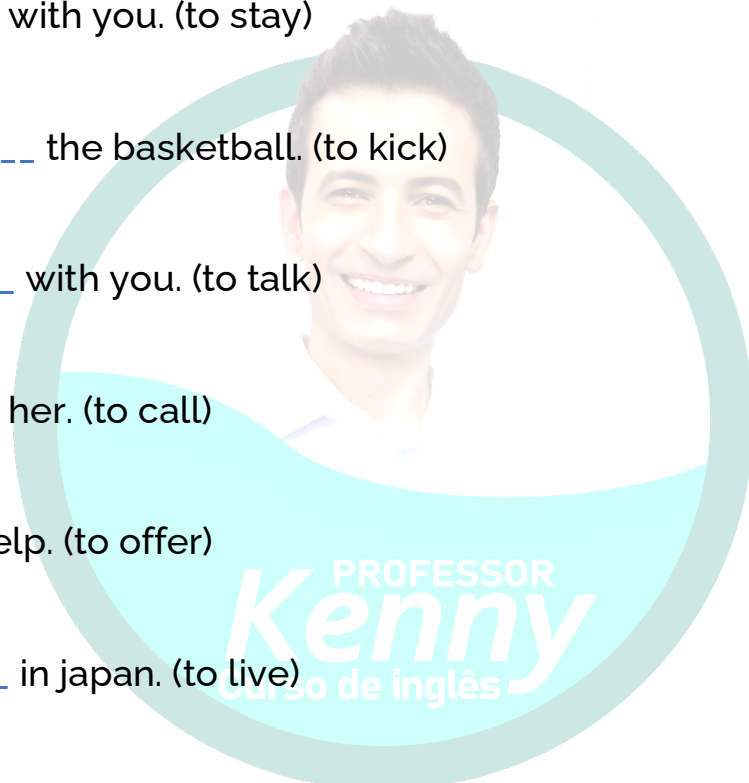 with you. (to stay)
__ the basketball. (to kick)
_ with you. (to talk)
her. (to call)
elp. (to offer)
_ in japan. (to live)
PROFESSOR
Kenny
Curso de inglês